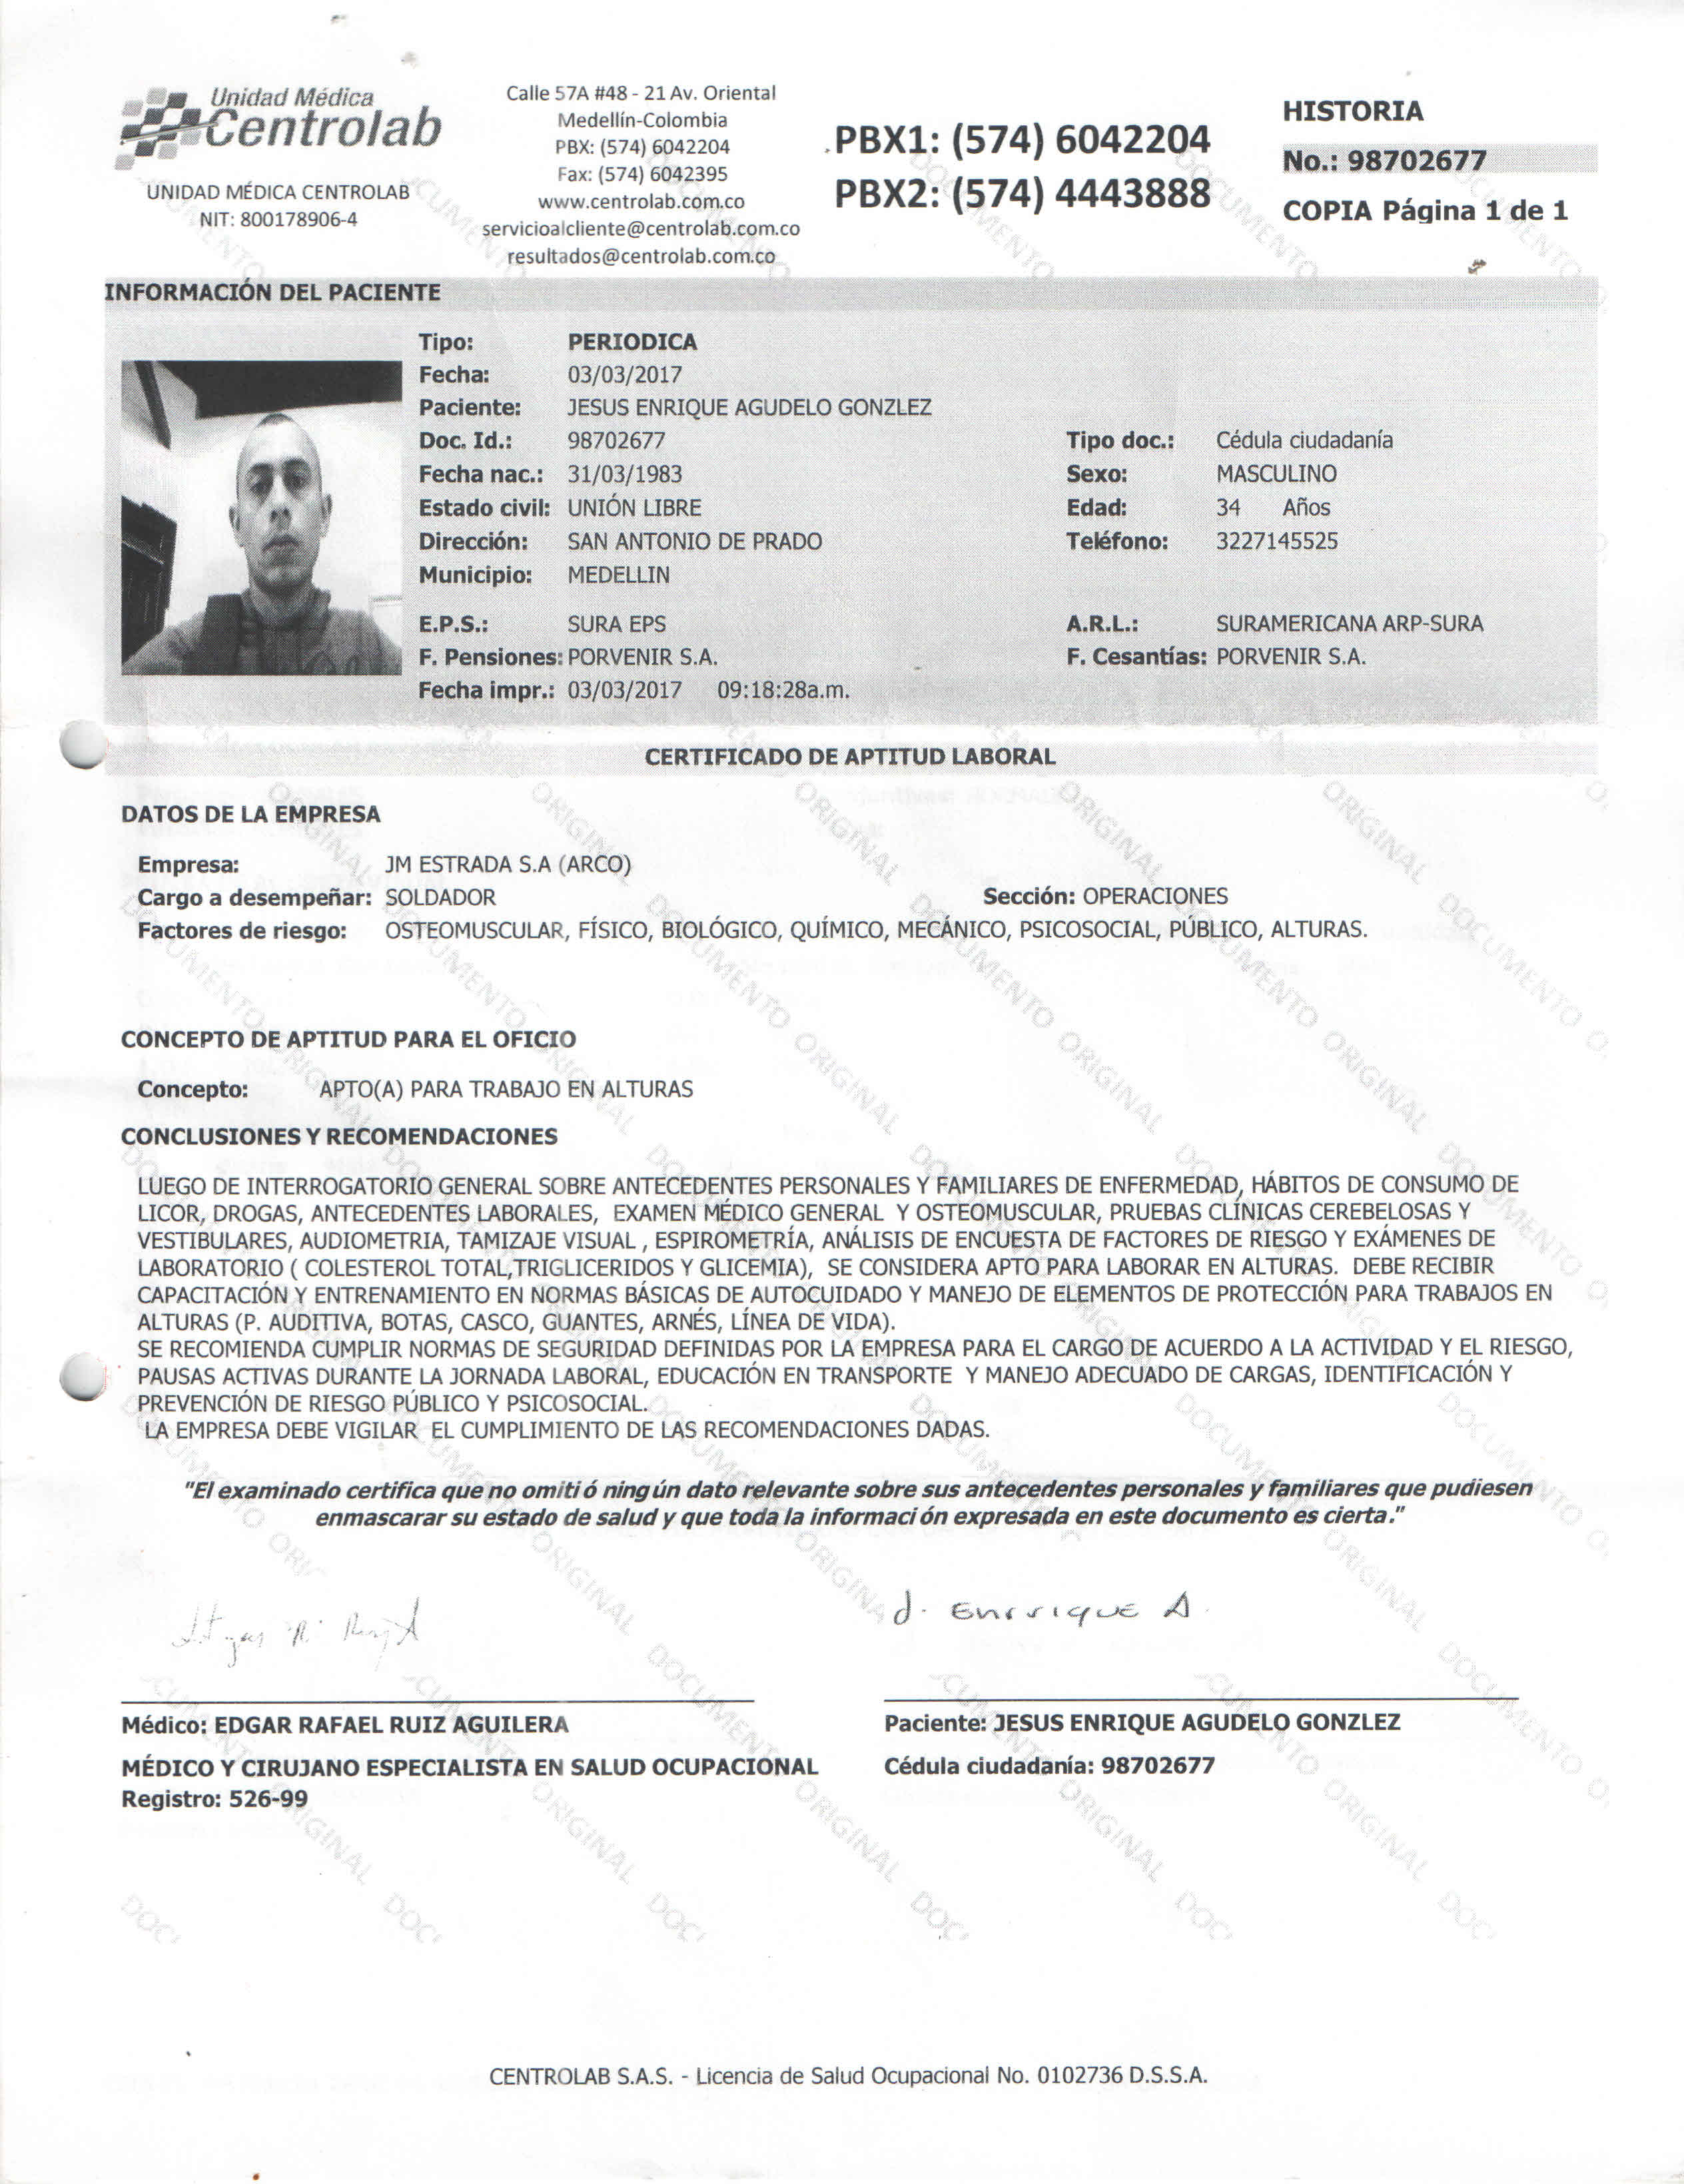 Unidad Médica
Centrolab
UNIDAD MÉDICA CENTROLAB
NIT: 800178906-4
Calle 57A #48 - 21 Av. Oriental
Medellín-Colombia
PBX: (574) 6042204
Fax: (574) 6042395
www.centrolab.com.co
servicioalcliente@centrolab.com.co
resultados@centrolab.com.co
PBX1: (574) 6042204
PBX2: (574) 4443888
HISTORIA
No.: 98702677
COPIA Página 1 de 1
INFORMACIÓN DEL PACIENTE
Tipo: PERIODICA
Fecha: 03/03/2017
Paciente: JESUS ENRIQUE AGUDELO GONZLEZ
Doc. Id.: 98702677 Tipo doc.: Cédula ciudadanía
Fecha nac.: 31/03/1983 Sexo: MASCULINO
Estado civil: UNIÓN LIBRE Edad: 34 Años
Dirección: SAN ANTONIO DE PRADO Teléfono: 3227145525
Municipio: MEDELLIN
E.P.S.: SURA EPS A.R.L.: SURAMERICANA ARP-SURA
F. Pensiones: PORVENIR S.A. F. Cesantías: PORVENIR S.A.
Fecha impr.: 03/03/2017 09:18:28a.m.
CERTIFICADO DE APTITUD LABORAL
DATOS DE LA EMPRESA
Empresa: JM ESTRADA S.A (ARCO)
Cargo a desempeñar: SOLDADOR Sección: OPERACIONES
Factores de riesgo: OSTEOMUSCULAR, FÍSICO, BIOLÓGICO, QUÍMICO, MECÁNICO, PSICOSOCIAL, PÚBLICO, ALTURAS.
CONCEPTO DE APTITUD PARA EL OFICIO
Concepto: APTO(A) PARA TRABAJO EN ALTURAS
CONCLUSIONES Y RECOMENDACIONES
LUEGO DE INTERROGATORIO GENERAL SOBRE ANTECEDENTES PERSONALES Y FAMILIARES DE ENFERMEDAD, HÁBITOS DE CONSUMO DE
LICOR, DROGAS, ANTECEDENTES LABORALES, EXAMEN MÉDICO GENERAL Y OSTEOMUSCULAR, PRUEBAS CLÍNICAS CEREBELOSAS Y
VESTIBULARES, AUDIOMETRIA, TAMIZAJE VISUAL , ESPIROMETRÍA, ANÁLISIS DE ENCUESTA DE FACTORES DE RIESGO Y EXÁMENES DE
LABORATORIO ( COLESTEROL TOTAL,TRIGLICERIDOS Y GLICEMIA), SE CONSIDERA APTO PARA LABORAR EN ALTURAS. DEBE RECIBIR
CAPACITACIÓN Y ENTRENAMIENTO EN NORMAS BÁSICAS DE AUTOCUIDADO Y MANEJO DE ELEMENTOS DE PROTECCIÓN PARA TRABAJOS EN
ALTURAS (P. AUDITIVA, BOTAS, CASCO, GUANTES, ARNÉS, LÍNEA DE VIDA).
SE RECOMIENDA CUMPLIR NORMAS DE SEGURIDAD DEFINIDAS POR LA EMPRESA PARA EL CARGO DE ACUERDO A LA ACTIVIDAD Y EL RIESGO,
PAUSAS ACTIVAS DURANTE LA JORNADA LABORAL, EDUCACIÓN EN TRANSPORTE Y MANEJO ADECUADO DE CARGAS, IDENTIFICACIÓN Y
PREVENCIÓN DE RIESGO PÚBLICO Y PSICOSOCIAL.
LA EMPRESA DEBE VIGILAR EL CUMPLIMIENTO DE LAS RECOMENDACIONES DADAS.
"El examinado certifica que no omitió ningún dato relevante sobre sus antecedentes personales y familiares que pudiesen
enmascarar su estado de salud y que toda la información expresada en este documento es cierta."
J. Enrrique A.
Médico: EDGAR RAFAEL RUIZ AGUILERA
MÉDICO Y CIRUJANO ESPECIALISTA EN SALUD OCUPACIONAL
Registro: 526-99
Paciente: JESUS ENRIQUE AGUDELO GONZLEZ
Cédula ciudadanía: 98702677
DOCUMENTO ORIGINAL
CENTROLAB S.A.S. - Licencia de Salud Ocupacional No. 0102736 D.S.S.A.